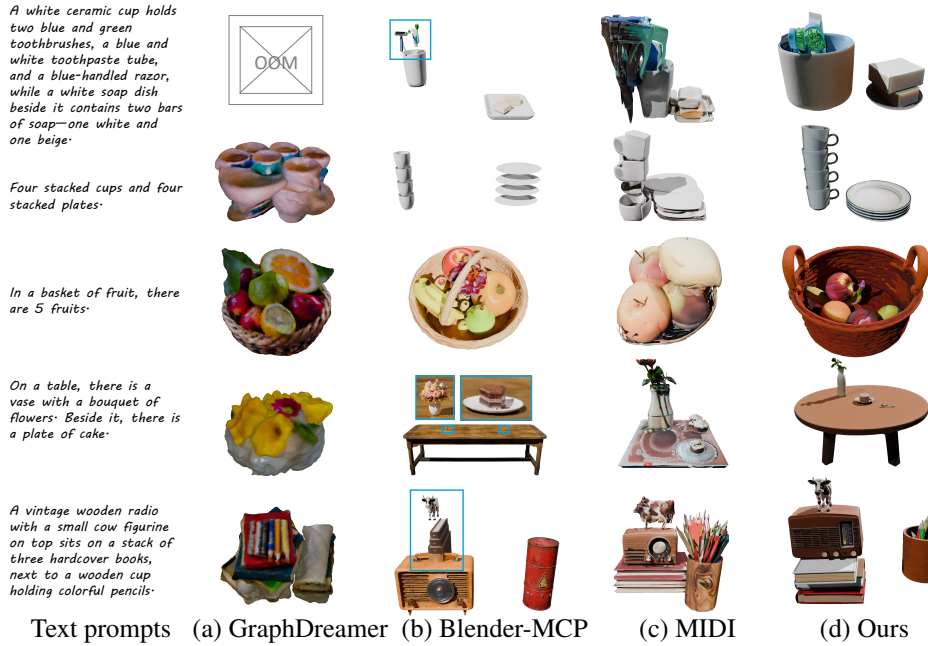 A white ceramic cup holds
two blue and green
toothbrushes, a blue and
white toothpaste tube,
and a blue-handled razor,
while a white soap dish
beside it contains two bars
of soap—one white and
one beige.
OOM
Four stacked cups and four
stacked plates.
In a basket of fruit, there
are 5 fruits.
On a table, there is a
vase with a bouquet of
flowers. Beside it, there is
a plate of cake.
A vintage wooden radio
with a small cow figurine
on top sits on a stack of
three hardcover books,
next to a wooden cup
holding colorful pencils.
Text prompts (a) GraphDreamer (b) Blender-MCP (c) MIDI (d) Ours